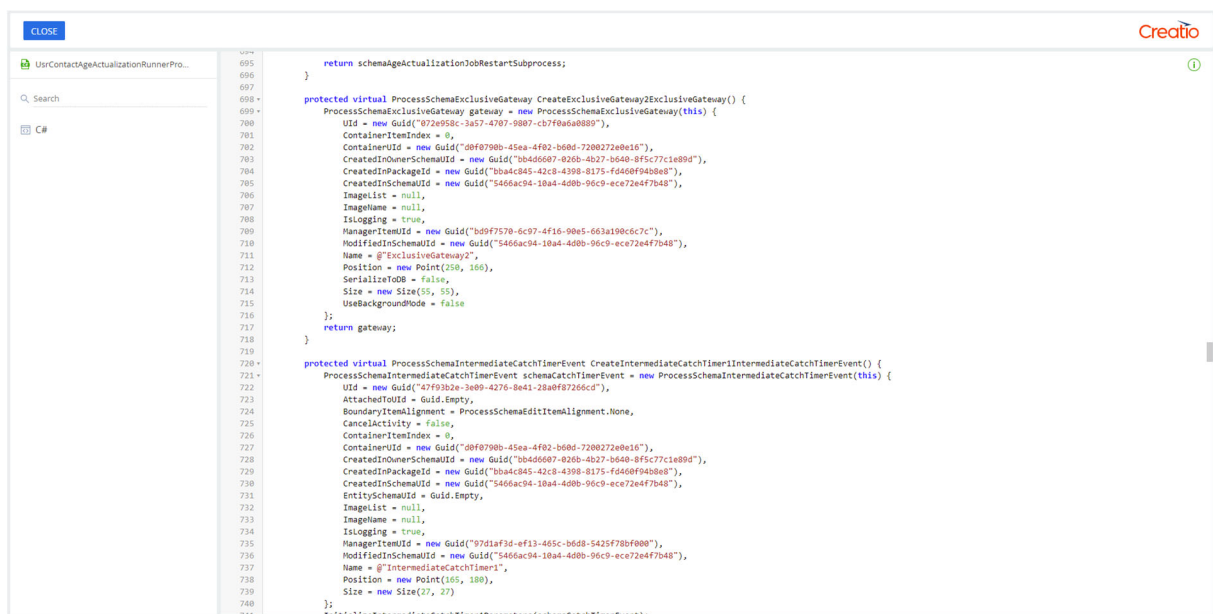 CLOSE
Creatio
UsrContactAgeActualizationRunnerPro...
Search
C#
694
695 return schemaAgeActualizationJobRestartSubprocess;
696 }
697
698 protected virtual ProcessSchemaExclusiveGateway CreateExclusiveGateway2ExclusiveGateway() {
699 ProcessSchemaExclusiveGateway gateway = new ProcessSchemaExclusiveGateway(this) {
700 UId = new Guid("072e958c-3a57-4707-9807-cb7f0a6a0889"),
701 ContainerItemIndex = 0,
702 ContainerUId = new Guid("d0f0790b-45ea-4f02-b60d-7200272e0e16"),
703 CreatedInOwnerSchemaUId = new Guid("bb4d6607-026b-4b27-b640-8f5c77c1e89d"),
704 CreatedInPackageId = new Guid("bba4c845-42c8-4398-8175-fd460f94b8e8"),
705 CreatedInSchemaUId = new Guid("5466ac94-10a4-4d0b-96c9-ece72e4f7b48"),
706 ImageList = null,
707 ImageName = null,
708 IsLogging = true,
709 ManagerItemUId = new Guid("bd9f7570-6c97-4f16-90e5-663a190c6c7c"),
710 ModifiedInSchemaUId = new Guid("5466ac94-10a4-4d0b-96c9-ece72e4f7b48"),
711 Name = @"ExclusiveGateway2",
712 Position = new Point(250, 166),
713 SerializeToDB = false,
714 Size = new Size(55, 55),
715 UseBackgroundMode = false
716 };
717 return gateway;
718 }
719
720 protected virtual ProcessSchemaIntermediateCatchTimerEvent CreateIntermediateCatchTimer1IntermediateCatchTimerEvent() {
721 ProcessSchemaIntermediateCatchTimerEvent schemaCatchTimerEvent = new ProcessSchemaIntermediateCatchTimerEvent(this) {
722 UId = new Guid("47f93b2e-3e09-4276-8e41-28a0f87266cd"),
723 AttachedToUId = Guid.Empty,
724 BoundaryItemAlignment = ProcessSchemaEditItemAlignment.None,
725 CancelActivity = false,
726 ContainerItemIndex = 0,
727 ContainerUId = new Guid("d0f0790b-45ea-4f02-b60d-7200272e0e16"),
728 CreatedInOwnerSchemaUId = new Guid("bb4d6607-026b-4b27-b640-8f5c77c1e89d"),
729 CreatedInPackageId = new Guid("bba4c845-42c8-4398-8175-fd460f94b8e8"),
730 CreatedInSchemaUId = new Guid("5466ac94-10a4-4d0b-96c9-ece72e4f7b48"),
731 EntitySchemaUId = Guid.Empty,
732 ImageList = null,
733 ImageName = null,
734 IsLogging = true,
735 ManagerItemUId = new Guid("97d1af3d-ef13-465c-b6d8-5425f78bf000"),
736 ModifiedInSchemaUId = new Guid("5466ac94-10a4-4d0b-96c9-ece72e4f7b48"),
737 Name = @"IntermediateCatchTimer1",
738 Position = new Point(165, 180),
739 Size = new Size(27, 27)
740 };